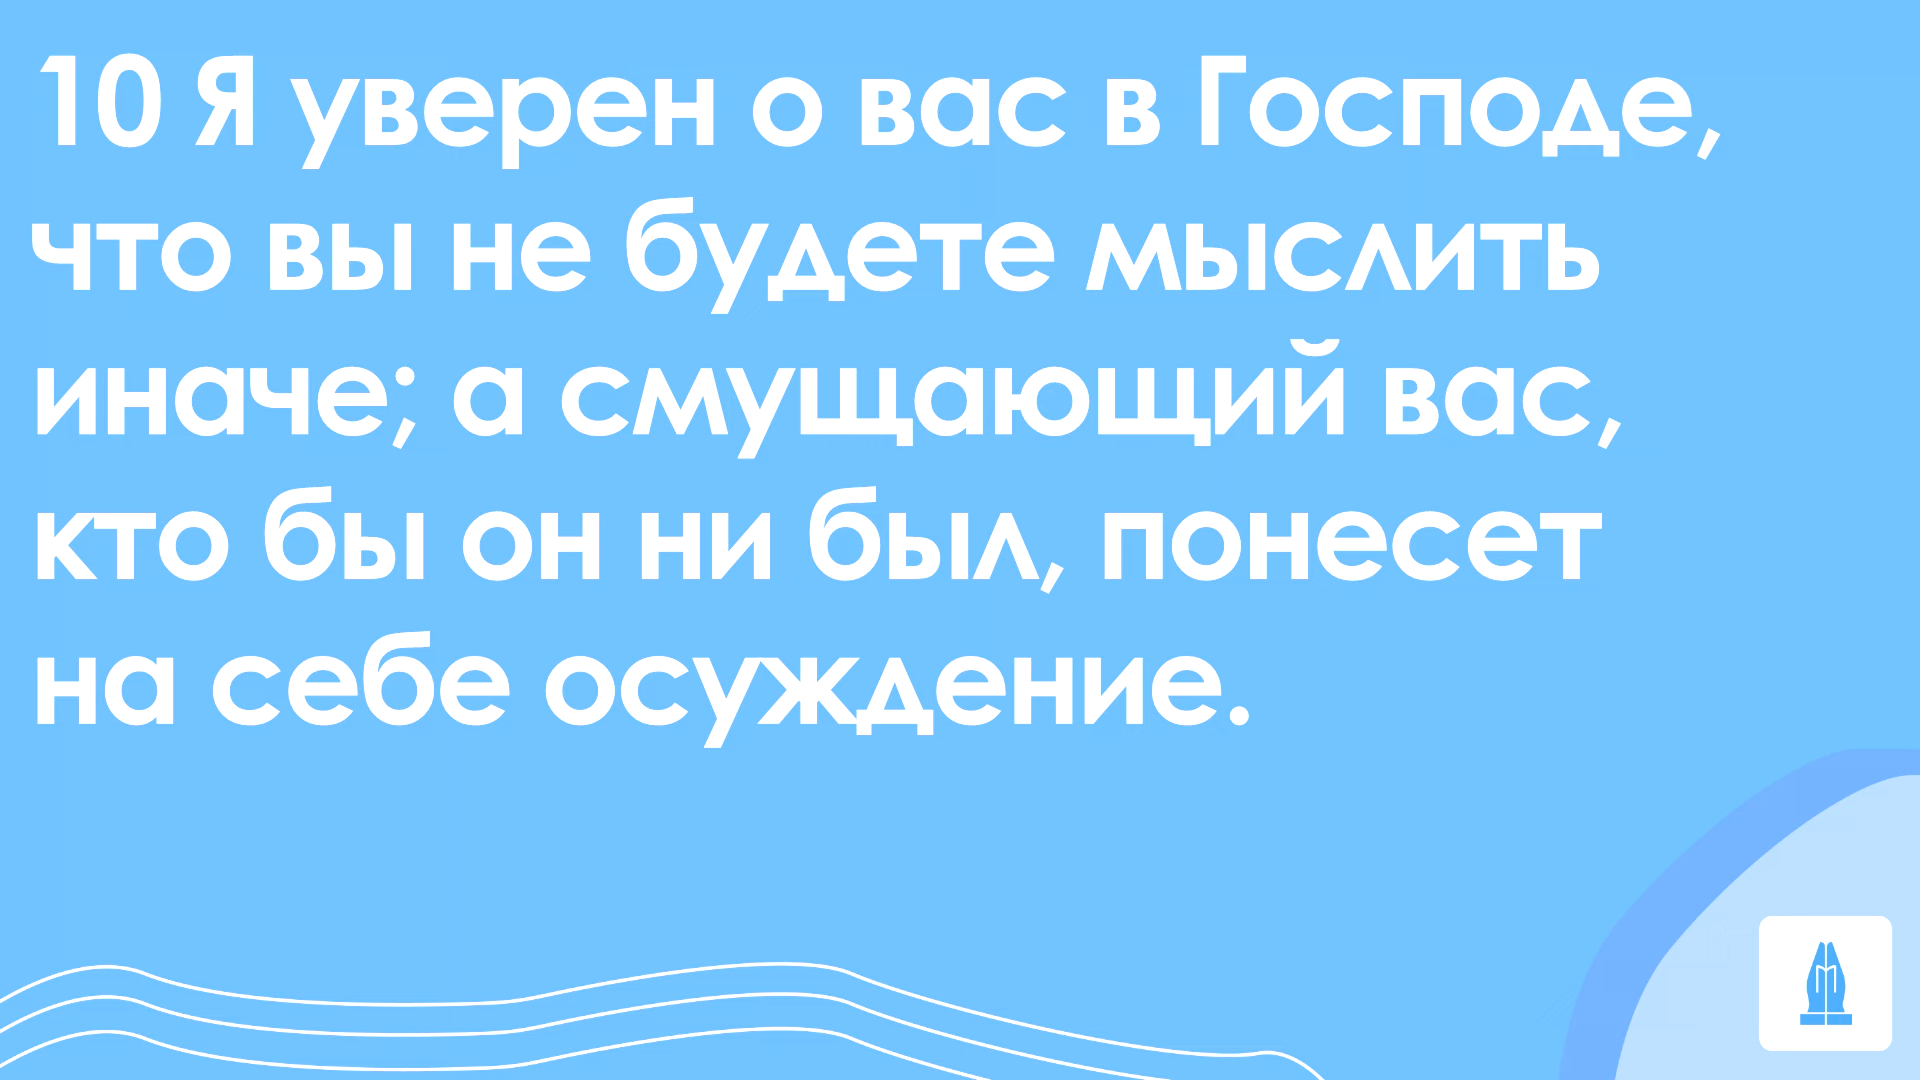 10 Я уверен о вас в Господе,
что вы не будете мыслить
иначе; а смущающий вас,
кто бы он ни был, понесет
на себе осуждение.